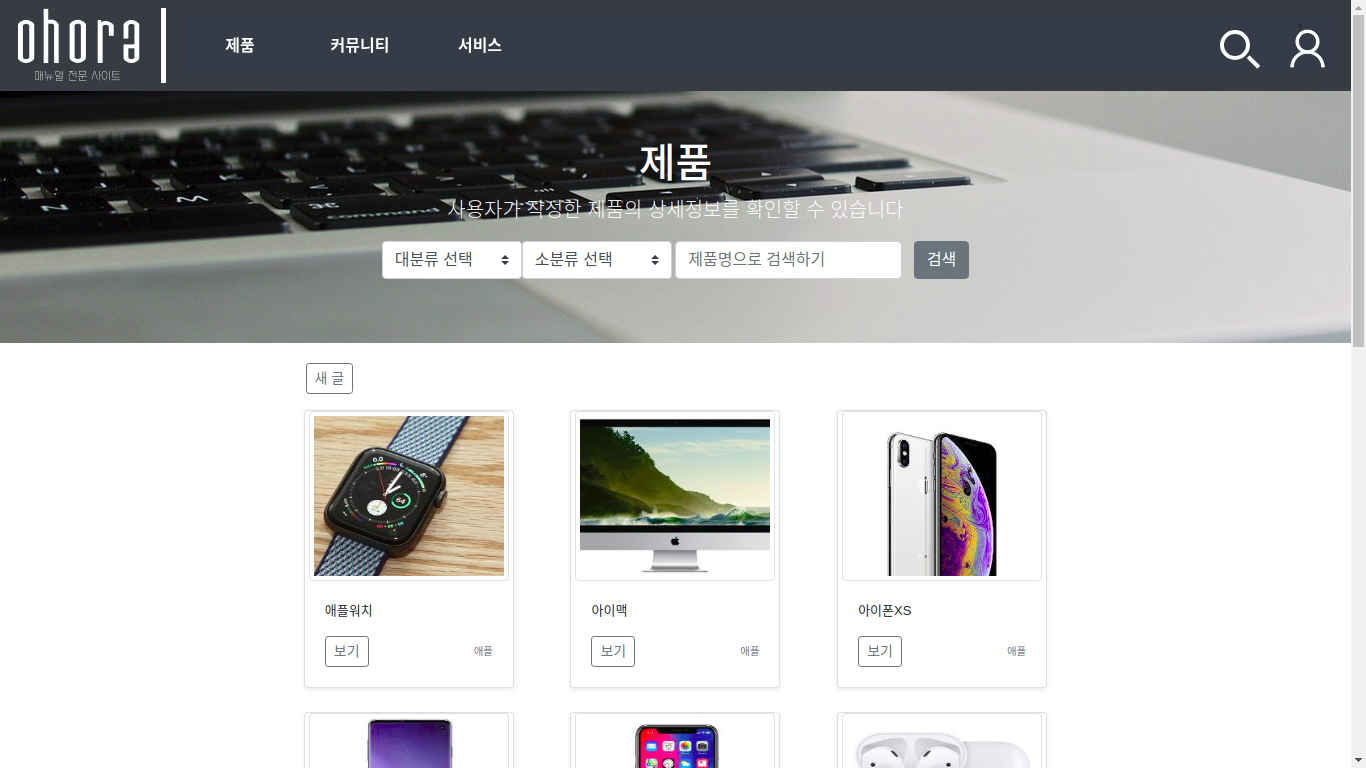 ohora
매뉴얼 전문 사이트
제품
커뮤니티
서비스
제품
사용자가 작성한 제품의 상세정보를 확인할 수 있습니다
대분류 선택
소분류 선택
제품명으로 검색하기
검색
N
M
alt
command
새 글
64
애플워치
보기
애플
아이맥
보기
애플
아이폰XS
보기
애플